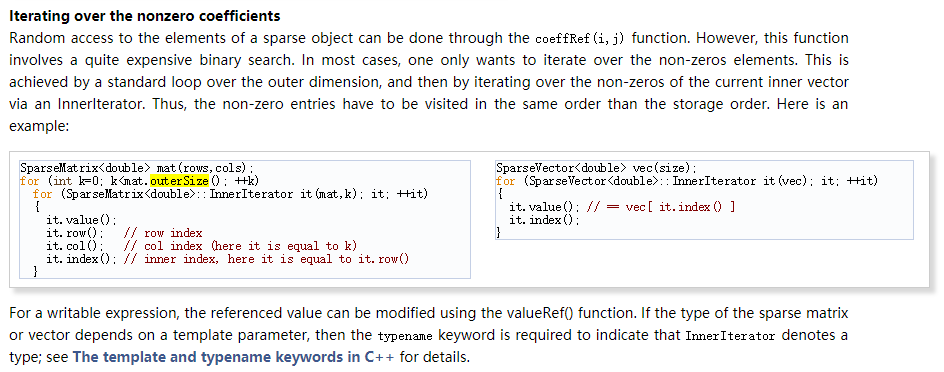 Iterating over the nonzero coefficients
Random access to the elements of a sparse object can be done through the coeffRef(i,j) function. However, this function
involves a quite expensive binary search. In most cases, one only wants to iterate over the non-zeros elements. This is
achieved by a standard loop over the outer dimension, and then by iterating over the non-zeros of the current inner vector
via an InnerIterator. Thus, the non-zero entries have to be visited in the same order than the storage order. Here is an
example:
SparseMatrix<double> mat(rows,cols);
for (int k=0; k<mat.outerSize(); ++k)
for (SparseMatrix<double>::InnerIterator it(mat,k); it; ++it)
{
it.value();
it.row(); // row index
it.col(); // col index (here it is equal to k)
it.index(); // inner index, here it is equal to it.row()
}
SparseVector<double> vec(size);
for (SparseVector<double>::InnerIterator it(vec); it; ++it)
{
it.value(); // == vec[ it.index() ]
it.index();
}
For a writable expression, the referenced value can be modified using the valueRef() function. If the type of the sparse matrix
or vector depends on a template parameter, then the typename keyword is required to indicate that InnerIterator denotes a
type; see The template and typename keywords in C++ for details.